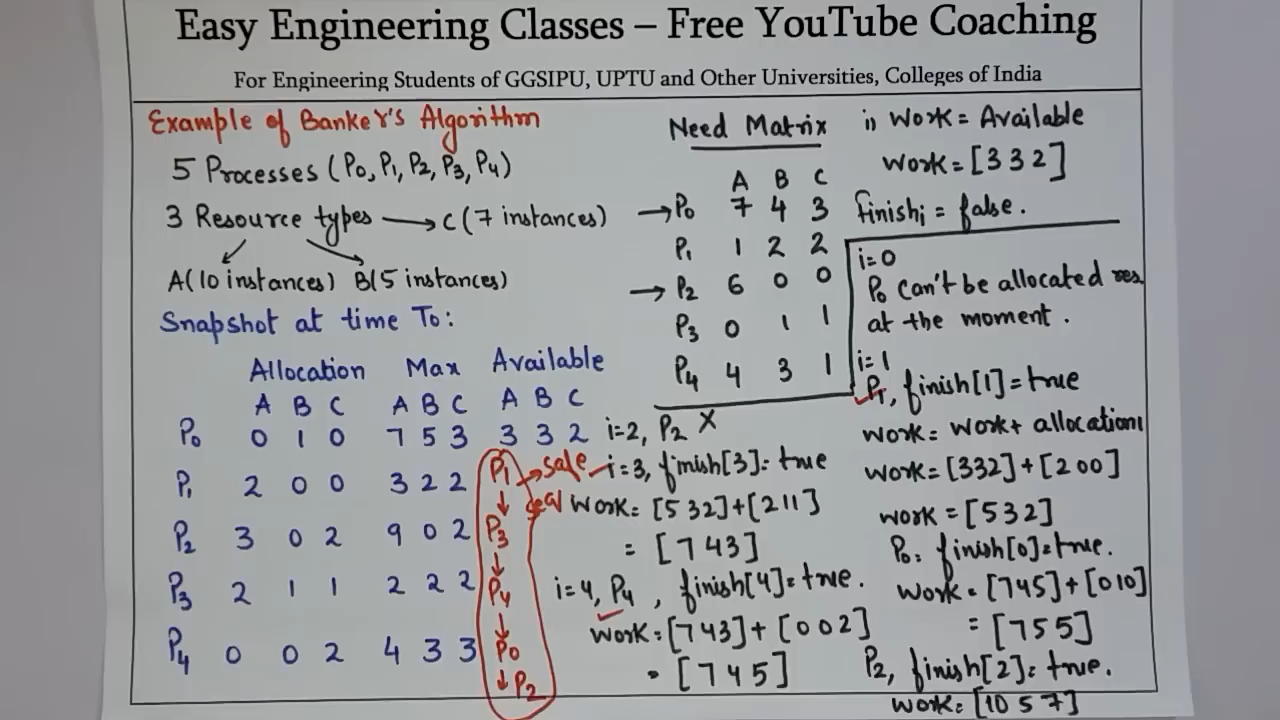 Easy Engineering Classes – Free YouTube Coaching
For Engineering Students of GGSIPU, UPTU and Other Universities, Colleges of India
Example of Banker's Algorithm
5 Processes (P0, P1, P2, P3, P4)
3 Resource types → C (7 instances)
A(10 instances) B(5 instances)
Snapshot at time To:
Allocation Max Available
A B C A B C A B C
P0 0 1 0 7 5 3 3 3 2
P1 2 0 0 3 2 2
P2 3 0 2 9 0 2
P3 2 1 1 2 2 2
P4 0 0 2 4 3 3
P1 → safe
↓
P3
↓
P4
↓
P0
↓ P2
Need Matrix
A B C
→ P0 7 4 3
P1 1 2 2
→ P2 6 0 0
P3 0 1 1
P4 4 3 1
i=2, P2 X
i=3, finish[3]=true
Work=[5 3 2]+[2 1 1]
= [7 4 3]
i=4, P4, finish[4]=true.
Work=[7 4 3]+[0 0 2]
= [7 4 5]
1) Work = Available
Work=[3 3 2]
finishi = false.
i=0
P0 can't be allocated res
at the moment.
i=1
P1, finish[1]=true
Work= Work+ allocation
Work=[3 3 2]+[2 0 0]
Work=[5 3 2]
P0: finish[0]=true.
Work=[7 4 5]+[0 1 0]
= [7 5 5]
P2, finish[2]=true.
Work=[10 5 7]